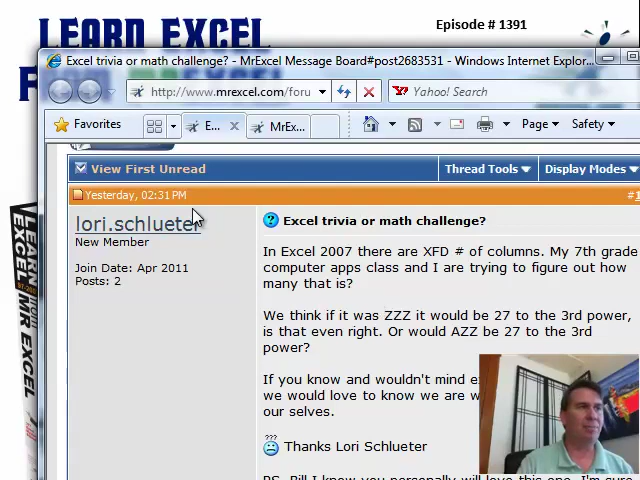 Episode # 1391
LEARN EXCEL
FROM MREXCEL
Excel trivia or math challenge? - MrExcel Message Board#post2683531 - Windows Internet Explor...
http://www.mrexcel.com/foru
Yahoo! Search
Favorites
E...
MrEx...
Page
Safety
View First Unread
Thread Tools
Display Modes
Yesterday, 02:31 PM
#1
lori.schlueter
New Member
Join Date: Apr 2011
Posts: 2
Excel trivia or math challenge?
In Excel 2007 there are XFD # of columns. My 7th grade
computer apps class and I are trying to figure out how
many that is?
We think if it was ZZZ it would be 27 to the 3rd power,
is that even right. Or would AZZ be 27 to the 3rd
power?
If you know and wouldn't mind e
we would love to know we are w
our selves.
???
Thanks Lori Schlueter
PS. Bill I know you personally will love this one. I'm sure
LEARN
MR EXCEL